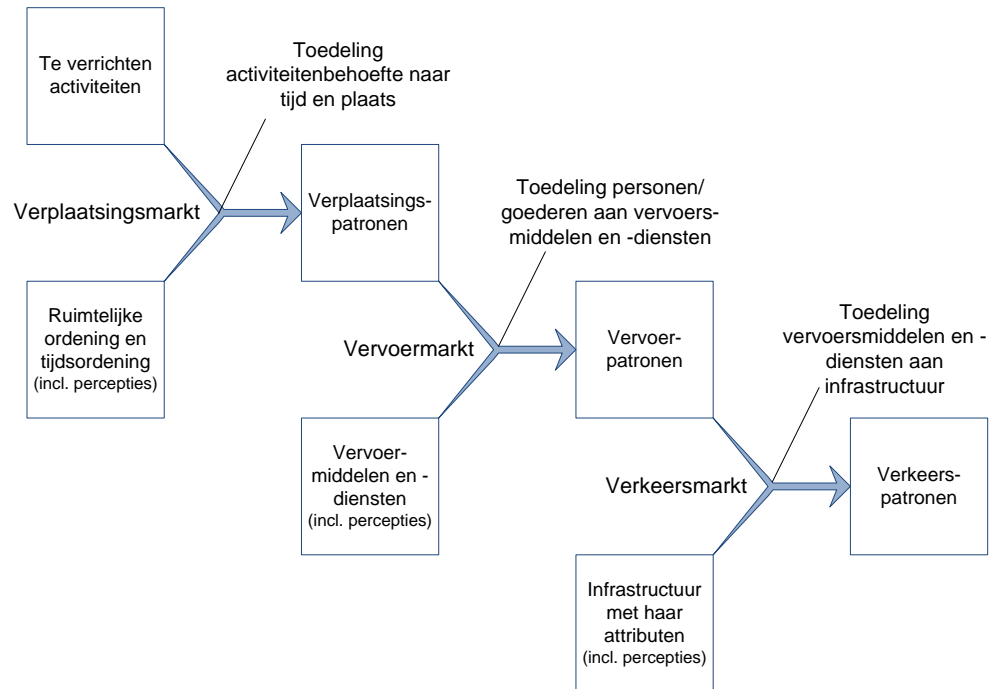 Te verrichten
activiteiten
Toedeling
activiteitenbehoefte naar
tijd en plaats
Verplaatsingsmarkt
Verplaatsings-
patronen
Ruimtelijke
ordening en
tijdsordening
(incl. percepties)
Toedeling personen/
goederen aan vervoers-
middelen en -diensten
Vervoermarkt
Vervoer-
patronen
Vervoer-
middelen en -
diensten
(incl. percepties)
Toedeling
vervoersmiddelen en -
diensten aan
infrastructuur
Verkeersmarkt
Verkeers-
patronen
Infrastructuur
met haar
attributen
(incl. percepties)